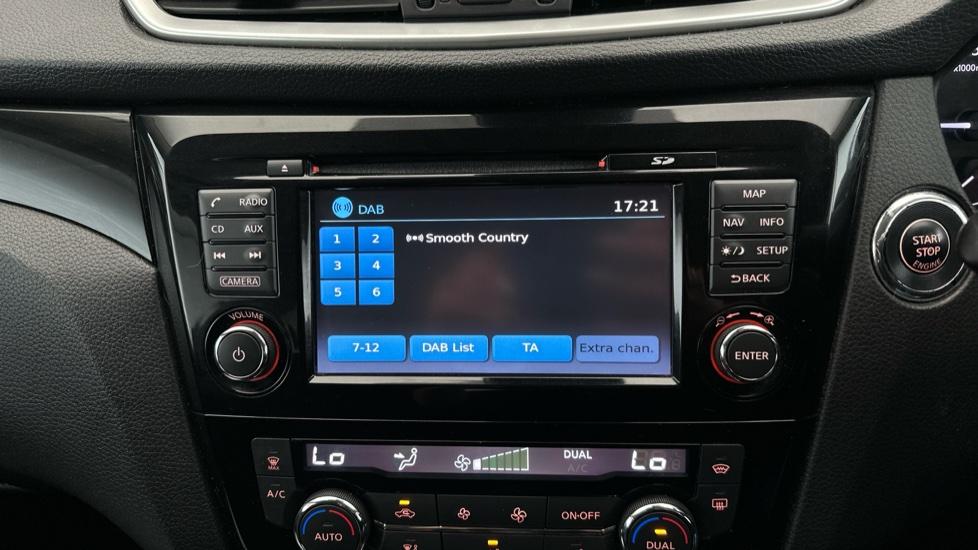 x1000r
SD
RADIO
CD AUX
CAMERA
VOLUME
DAB 17:21
1 2 Smooth Country
3 4
5 6
7-12 DAB List TA Extra chan.
MAP
NAV INFO
SETUP
BACK
ENTER
START
STOP
ENGINE
MAX
A/C
Lo DUAL Lo
A/C
AUTO
ON·OFF
DUAL